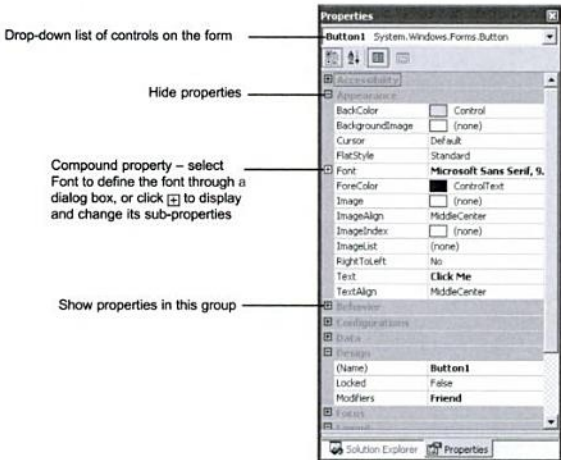 Properties
Drop-down list of controls on the form
Button1 System.Windows.Forms.Button
Accessibility
Hide properties
Appearance
BackColor Control
BackgroundImage (none)
Cursor Default
FlatStyle Standard
Compound property – select
Font to define the font through a
dialog box, or click + to display
and change its sub-properties
Font Microsoft Sans Serif, 9.
ForeColor ControlText
Image (none)
ImageAlign MiddleCenter
ImageIndex (none)
ImageList (none)
RightToLeft No
Text Click Me
TextAlign MiddleCenter
Show properties in this group
Behavior
Configurations
Data
Design
(Name) Button1
Locked False
Modifiers Friend
Focus
Solution Explorer Properties